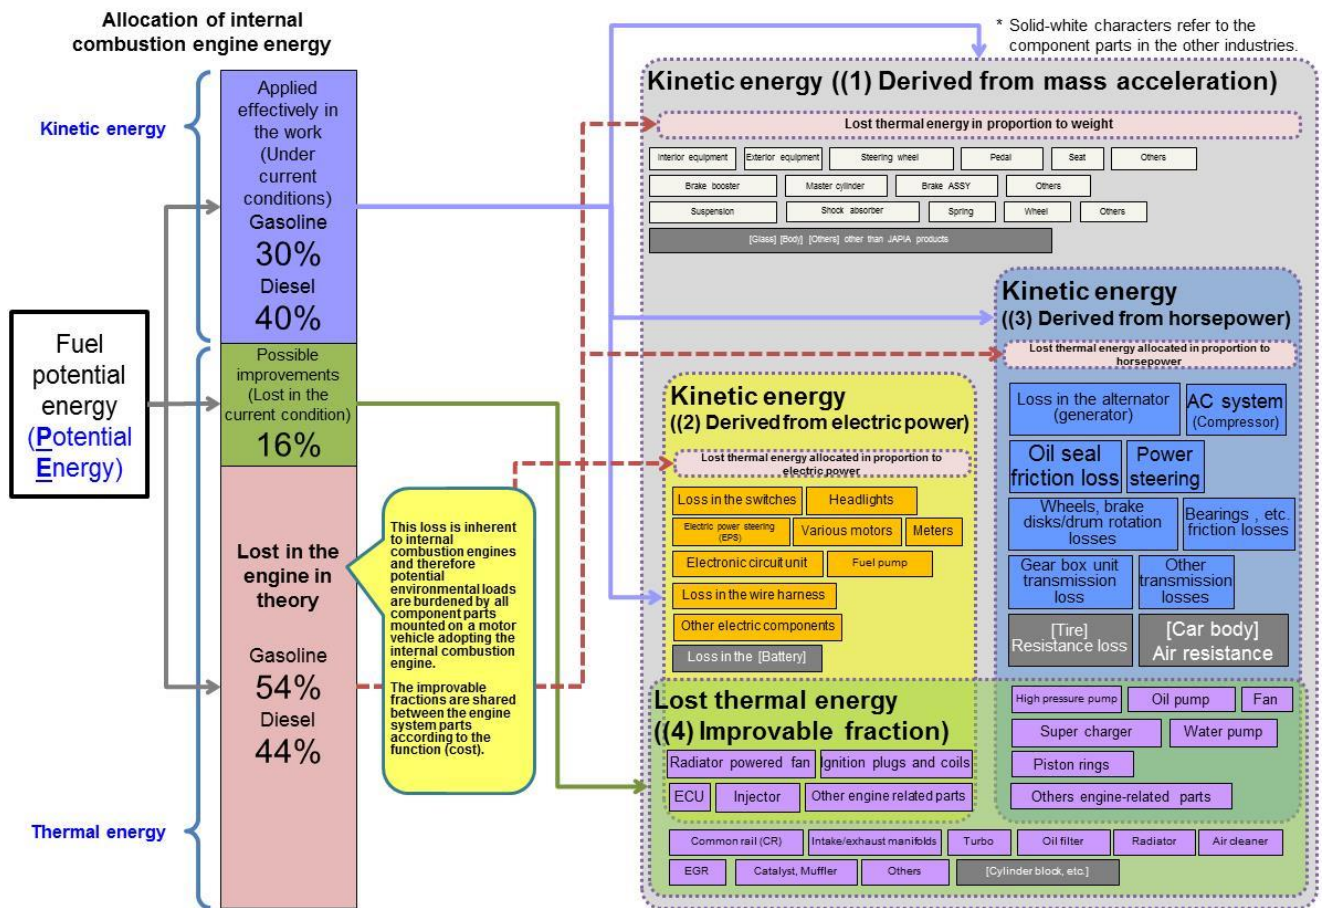 Allocation of internal
combustion engine energy
* Solid-white characters refer to the
component parts in the other industries.
Kinetic energy
Applied
effectively in
the work
(Under
current
conditions)
Gasoline
30%
Diesel
40%
Fuel
potential
energy
(Potential
Energy)
Possible
improvements
(Lost in the
current condition)
16%
Lost in the
engine in
theory
Gasoline
54%
Diesel
44%
Thermal energy
This loss is inherent
to internal
combustion engines
and therefore
potential
environmental loads
are burdened by all
component parts
mounted on a motor
vehicle adopting the
internal combustion
engine.
The improvable
fractions are shared
between the engine
system parts
according to the
function (cost).
Kinetic energy ((1) Derived from mass acceleration)
Lost thermal energy in proportion to weight
Interior equipment
Exterior equipment
Steering wheel
Pedal
Seat
Others
Brake booster
Master cylinder
Brake ASSY
Others
Suspension
Shock absorber
Spring
Wheel
Others
[Glass] [Body] [Others] other than JAPIA products
Kinetic energy
((2) Derived from electric power)
Lost thermal energy allocated in proportion to
electric power
Loss in the switches
Headlights
Electric power steering
(EPS)
Various motors
Meters
Electronic circuit unit
Fuel pump
Loss in the wire harness
Other electric components
Loss in the [Battery]
Kinetic energy
((3) Derived from horsepower)
Lost thermal energy allocated in proportion to
horsepower
Loss in the alternator
(generator)
AC system
(Compressor)
Oil seal
friction loss
Power
steering
Wheels, brake
disks/drum rotation
losses
Bearings , etc.
friction losses
Gear box unit
transmission
loss
Other
transmission
losses
[Tire]
Resistance loss
[Car body]
Air resistance
Lost thermal energy
((4) Improvable fraction)
Radiator powered fan
Ignition plugs and coils
ECU
Injector
Other engine related parts
High pressure pump
Oil pump
Fan
Super charger
Water pump
Piston rings
Others engine-related parts
Common rail (CR)
Intake/exhaust manifolds
Turbo
Oil filter
Radiator
Air cleaner
EGR
Catalyst, Muffler
Others
[Cylinder block, etc.]